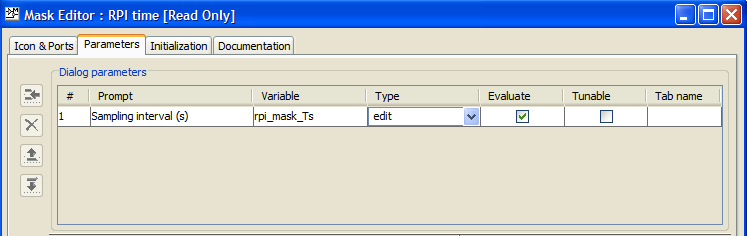 Mask Editor : RPI time [Read Only]
Icon & Ports Parameters Initialization Documentation
Dialog parameters
# Prompt Variable Type Evaluate Tunable Tab name
1 Sampling interval (s) rpi_mask_Ts edit